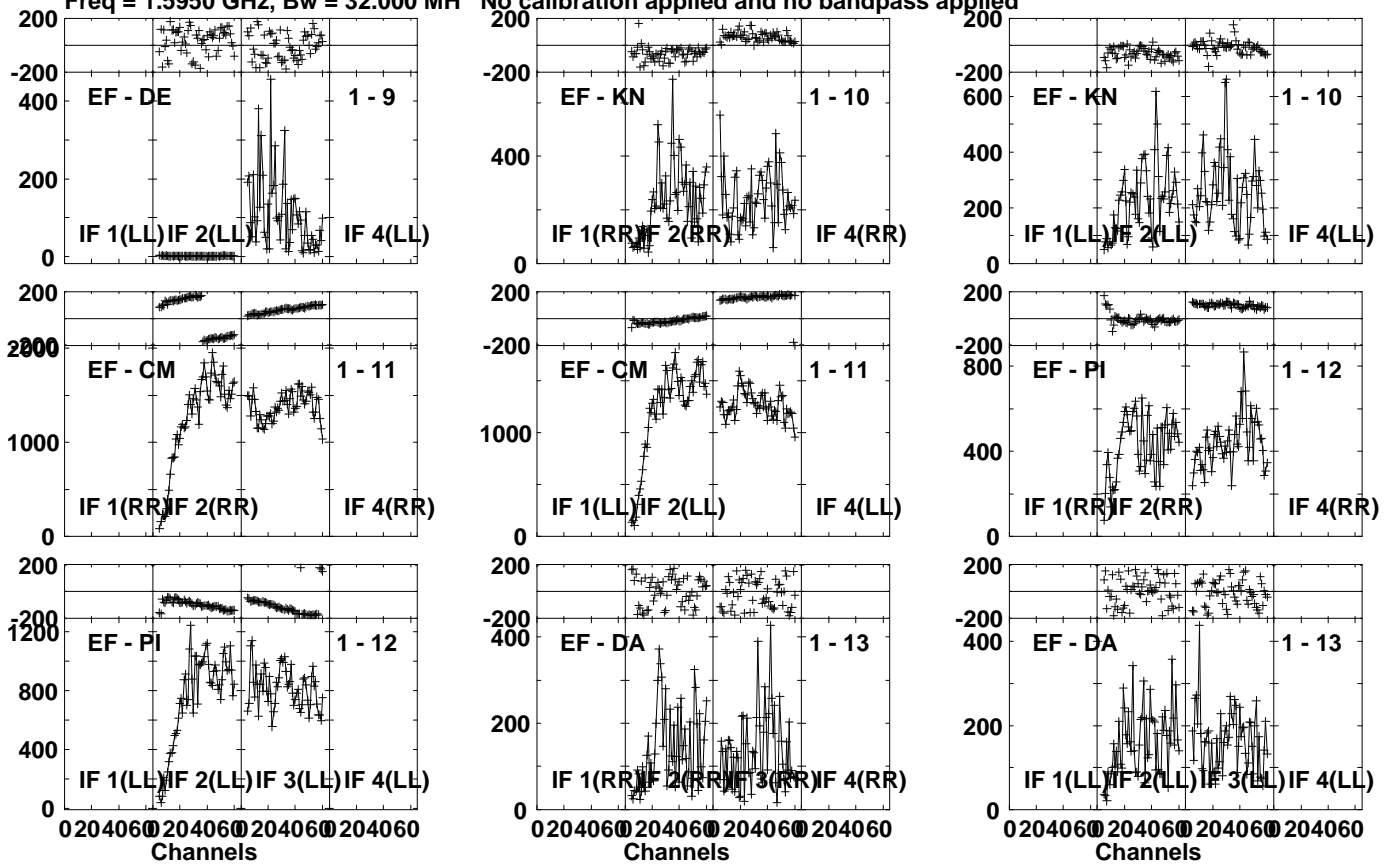 Freq = 1.5950 GHz, Bw = 32.000 MH No calibration applied and no bandpass applied
200
-200
EF - DE 1 - 9
400
200
0
IF 1(LL) IF 2(LL) IF 4(LL)
200
-200
EF - KN 1 - 10
400
0
IF 1(RR) IF 2(RR) IF 4(RR)
200
-200
EF - KN 1 - 10
600
400
200
0
IF 1(LL) IF 2(LL) IF 4(LL)
200
-200
2000
EF - CM 1 - 11
1000
0
IF 1(RR) IF 2(RR) IF 4(RR)
200
-200
EF - CM 1 - 11
1000
0
IF 1(LL) IF 2(LL) IF 4(LL)
200
-200
EF - PI 1 - 12
800
400
0
IF 1(RR) IF 2(RR) IF 4(RR)
200
-200
1200
EF - PI 1 - 12
800
400
0
IF 1(LL) IF 2(LL) IF 3(LL) IF 4(LL)
0 20 40 60 0 20 40 60 0 20 40 60 0 20 40 60
Channels
200
-200
400
EF - DA 1 - 13
200
0
IF 1(RR) IF 2(RR) IF 3(RR) IF 4(RR)
0 20 40 60 0 20 40 60 0 20 40 60 0 20 40 60
Channels
200
-200
400
EF - DA 1 - 13
200
0
IF 1(LL) IF 2(LL) IF 3(LL) IF 4(LL)
0 20 40 60 0 20 40 60 0 20 40 60 0 20 40 60
Channels